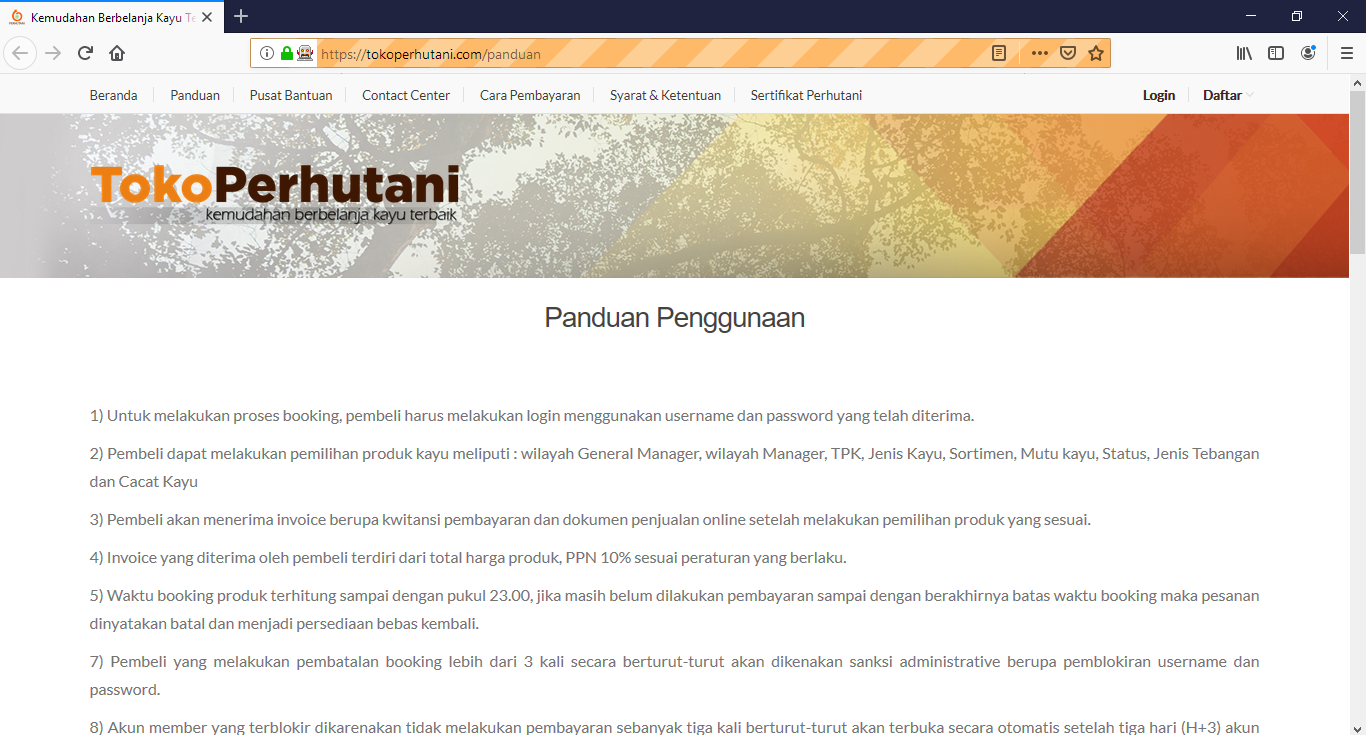 Kemudahan Berbelanja Kayu Te
https://tokoperhutani.com/panduan
Beranda Panduan Pusat Bantuan Contact Center Cara Pembayaran Syarat & Ketentuan Sertifikat Perhutani Login Daftar
TokoPerhutani
kemudahan berbelanja kayu terbaik
Panduan Penggunaan
1) Untuk melakukan proses booking, pembeli harus melakukan login menggunakan username dan password yang telah diterima.
2) Pembeli dapat melakukan pemilihan produk kayu meliputi : wilayah General Manager, wilayah Manager, TPK, Jenis Kayu, Sortimen, Mutu kayu, Status, Jenis Tebangan
dan Cacat Kayu
3) Pembeli akan menerima invoice berupa kwitansi pembayaran dan dokumen penjualan online setelah melakukan pemilihan produk yang sesuai.
4) Invoice yang diterima oleh pembeli terdiri dari total harga produk, PPN 10% sesuai peraturan yang berlaku.
5) Waktu booking produk terhitung sampai dengan pukul 23.00, jika masih belum dilakukan pembayaran sampai dengan berakhirnya batas waktu booking maka pesanan
dinyatakan batal dan menjadi persediaan bebas kembali.
7) Pembeli yang melakukan pembatalan booking lebih dari 3 kali secara berturut-turut akan dikenakan sanksi administrative berupa pemblokiran username dan
password.
8) Akun member yang terblokir dikarenakan tidak melakukan pembayaran sebanyak tiga kali berturut-turut akan terbuka secara otomatis setelah tiga hari (H+3) akun